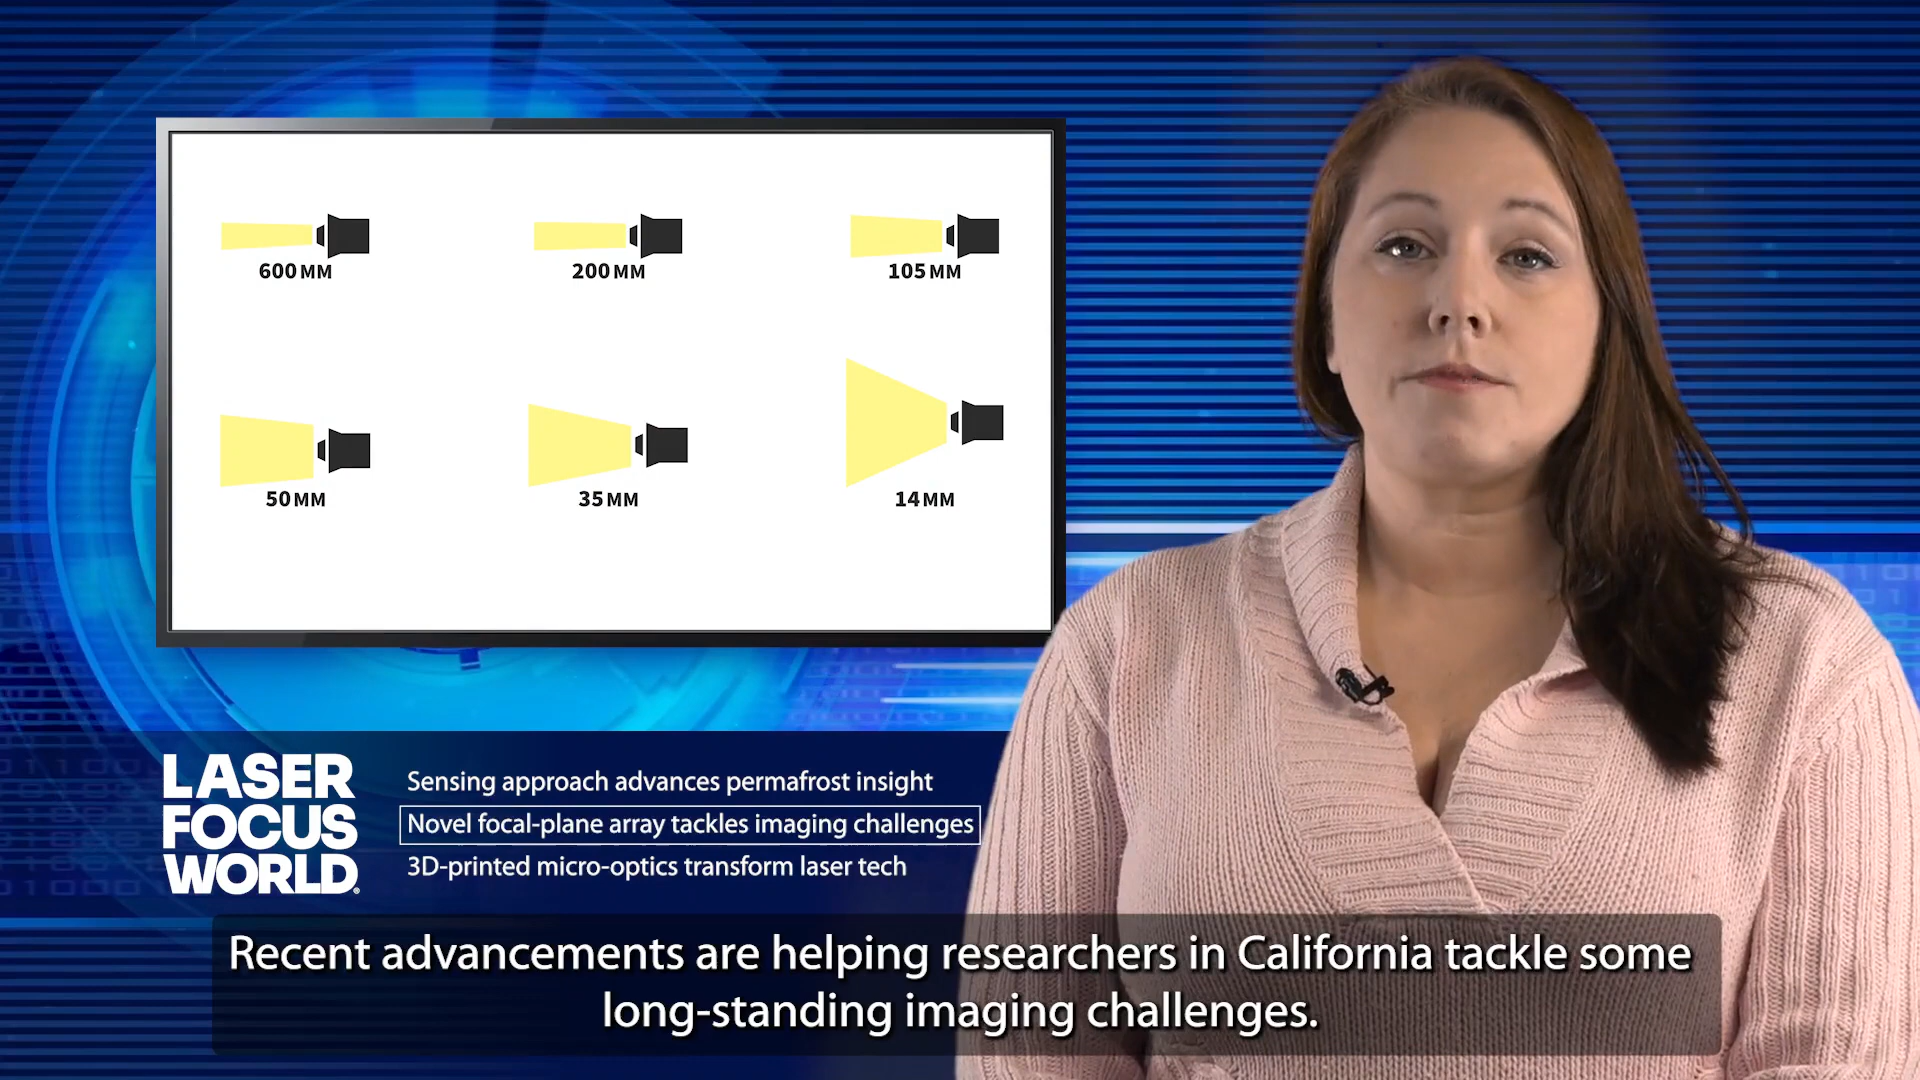 600 MM
200 MM
105 MM
50 MM
35 MM
14 MM
LASER
FOCUS
WORLD®
Sensing approach advances permafrost insight
Novel focal-plane array tackles imaging challenges
3D-printed micro-optics transform laser tech
Recent advancements are helping researchers in California tackle some
long-standing imaging challenges.